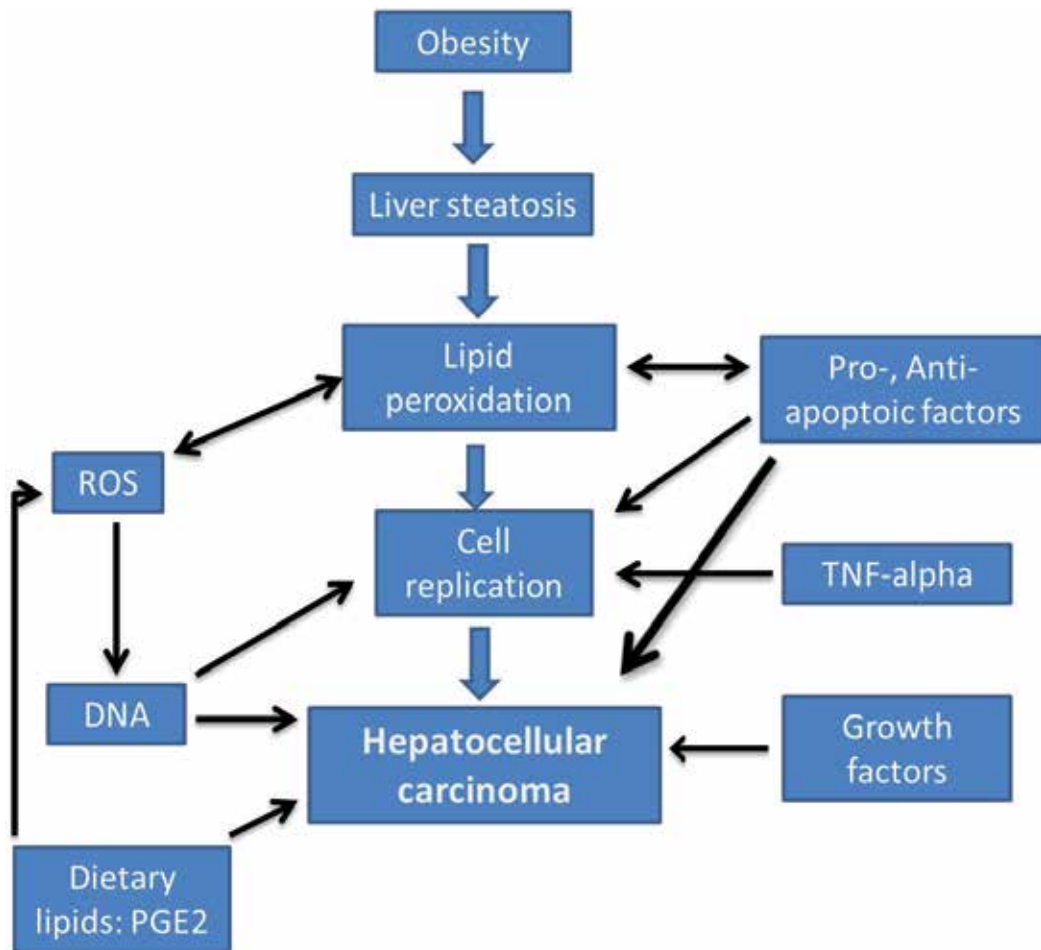 Obesity
Liver steatosis
Lipid
peroxidation
Pro-, Anti-
apoptoic factors
ROS
Cell
replication
TNF-alpha
DNA
Hepatocellular
carcinoma
Growth
factors
Dietary
lipids: PGE2